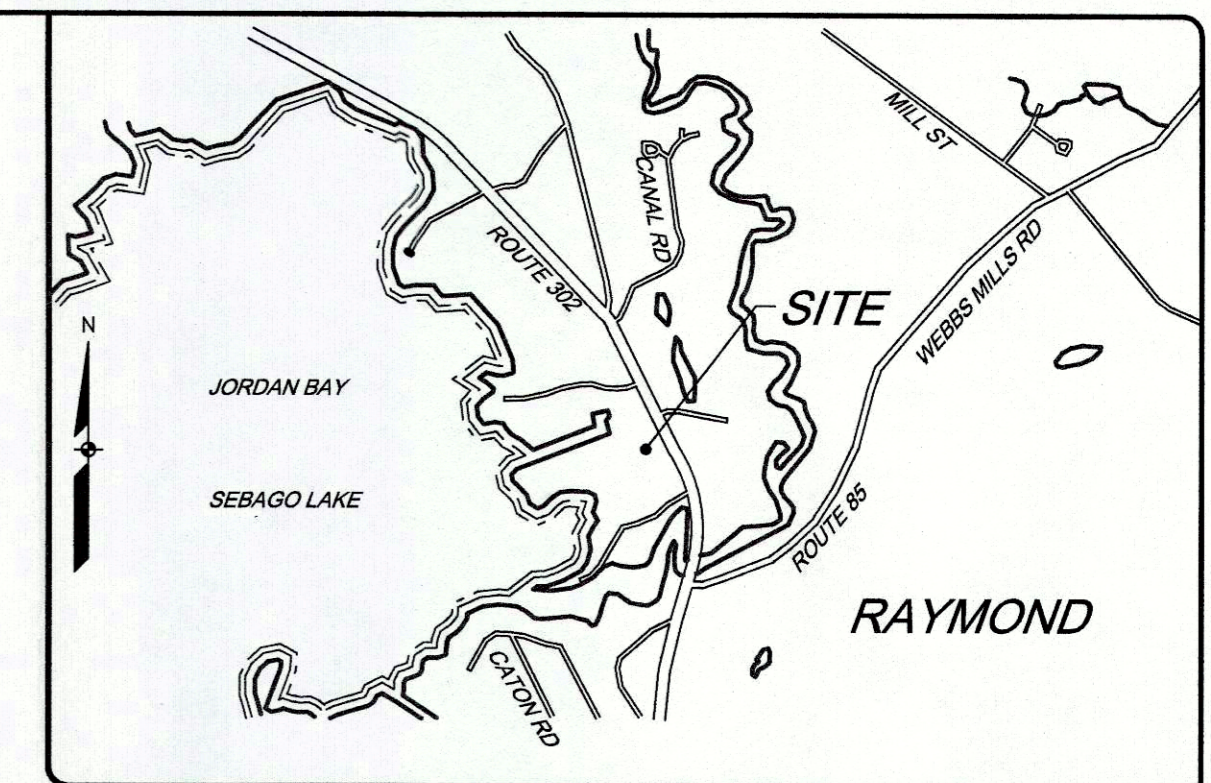 MILL ST
CANAL RD
ROUTE 302
WEBBS MILLS RD
SITE
N
JORDAN BAY
SEBAGO LAKE
ROUTE 85
RAYMOND
CATON RD